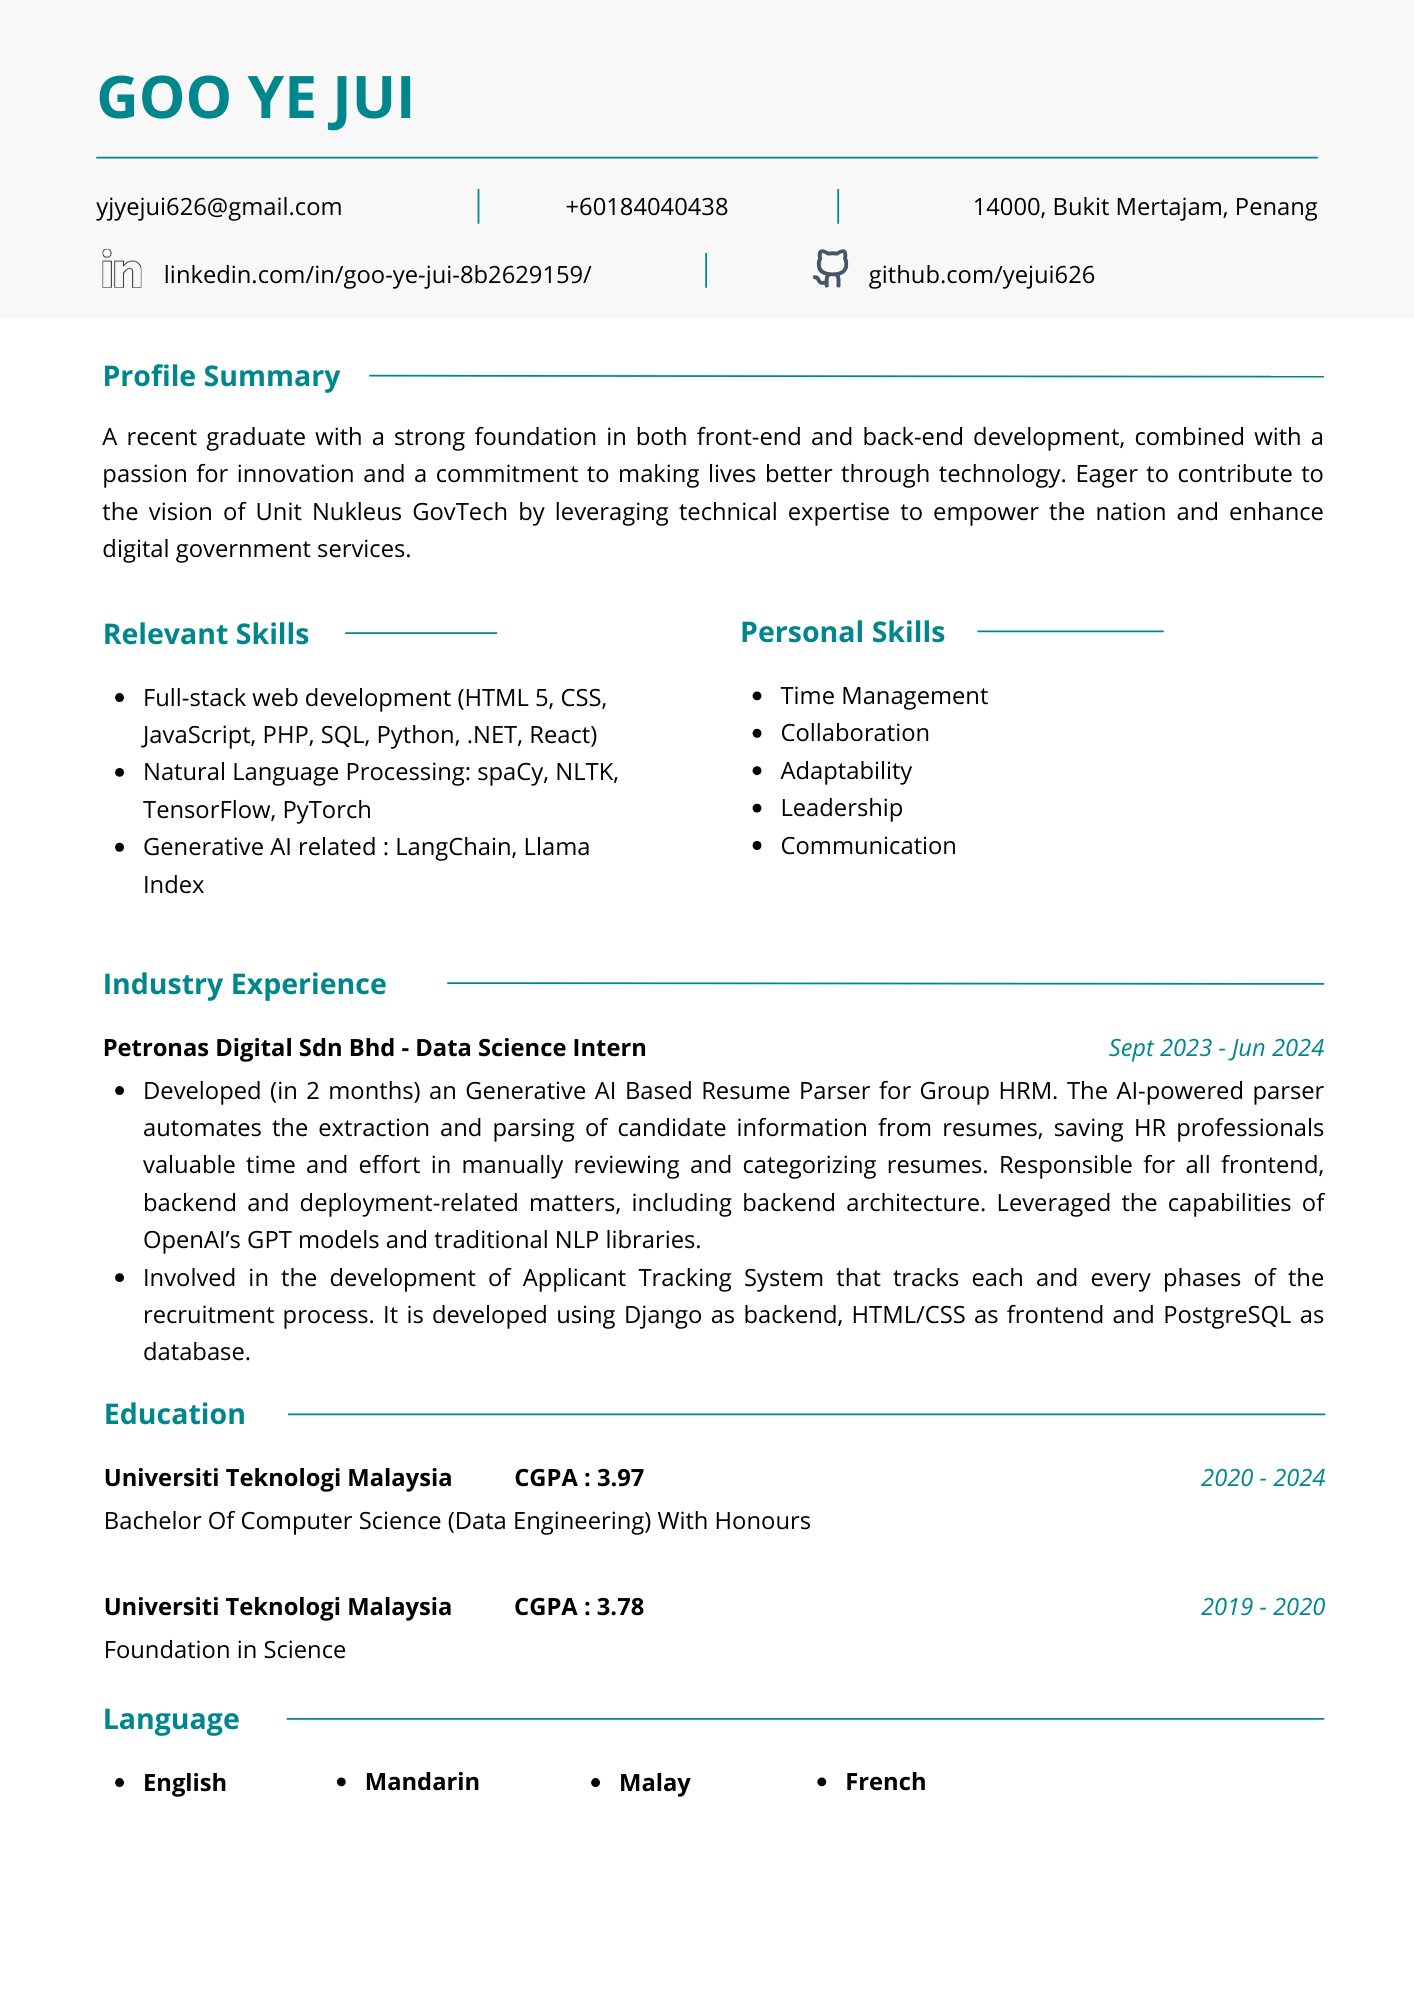 GOO YE JUI
yjyejui626@gmail.com
+60184040438
14000, Bukit Mertajam, Penang
linkedin.com/in/goo-ye-jui-8b2629159/
github.com/yejui626
Profile Summary
A recent graduate with a strong foundation in both front-end and back-end development, combined with a
passion for innovation and a commitment to making lives better through technology. Eager to contribute to
the vision of Unit Nukleus GovTech by leveraging technical expertise to empower the nation and enhance
digital government services.
Relevant Skills
• Full-stack web development (HTML 5, CSS,
JavaScript, PHP, SQL, Python, .NET, React)
• Natural Language Processing: spaCy, NLTK,
TensorFlow, PyTorch
• Generative AI related : LangChain, Llama
Index
Personal Skills
• Time Management
• Collaboration
• Adaptability
• Leadership
• Communication
Industry Experience
Petronas Digital Sdn Bhd - Data Science Intern
Sept 2023 - Jun 2024
• Developed (in 2 months) an Generative AI Based Resume Parser for Group HRM. The AI-powered parser
automates the extraction and parsing of candidate information from resumes, saving HR professionals
valuable time and effort in manually reviewing and categorizing resumes. Responsible for all frontend,
backend and deployment-related matters, including backend architecture. Leveraged the capabilities of
OpenAI’s GPT models and traditional NLP libraries.
• Involved in the development of Applicant Tracking System that tracks each and every phases of the
recruitment process. It is developed using Django as backend, HTML/CSS as frontend and PostgreSQL as
database.
Education
Universiti Teknologi Malaysia CGPA : 3.97
2020 - 2024
Bachelor Of Computer Science (Data Engineering) With Honours
Universiti Teknologi Malaysia CGPA : 3.78
2019 - 2020
Foundation in Science
Language
• English
• Mandarin
• Malay
• French